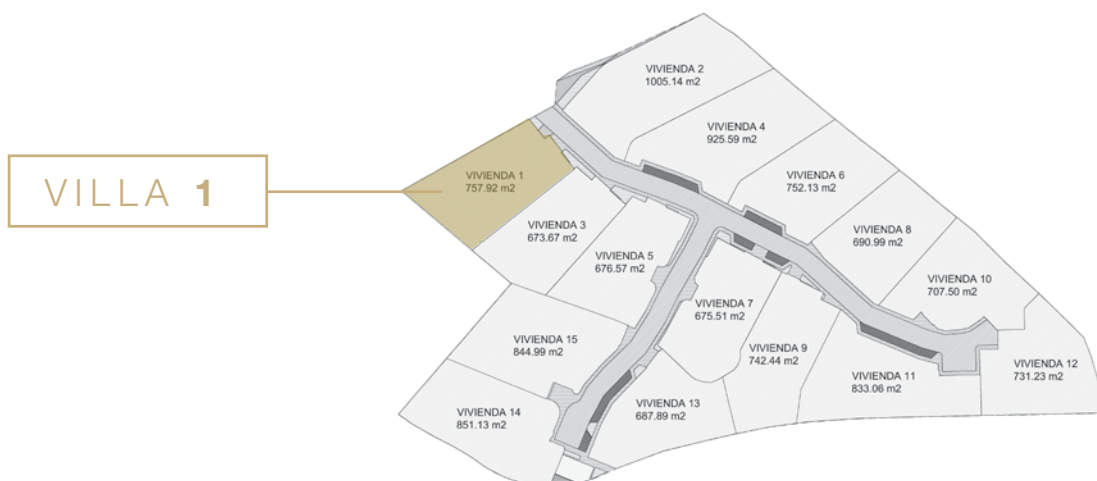 VIVIENDA 2
1005.14 m2
VIVIENDA 4
925.59 m2
VIVIENDA 1
757.92 m2
VIVIENDA 6
752.13 m2
VILLA 1
VIVIENDA 3
673.67 m2
VIVIENDA 8
690.99 m2
VIVIENDA 5
676.57 m2
VIVIENDA 10
707.50 m2
VIVIENDA 7
675.51 m2
VIVIENDA 15
844.99 m2
VIVIENDA 9
742.44 m2
VIVIENDA 12
731.23 m2
VIVIENDA 11
833.06 m2
VIVIENDA 13
687.89 m2
VIVIENDA 14
851.13 m2